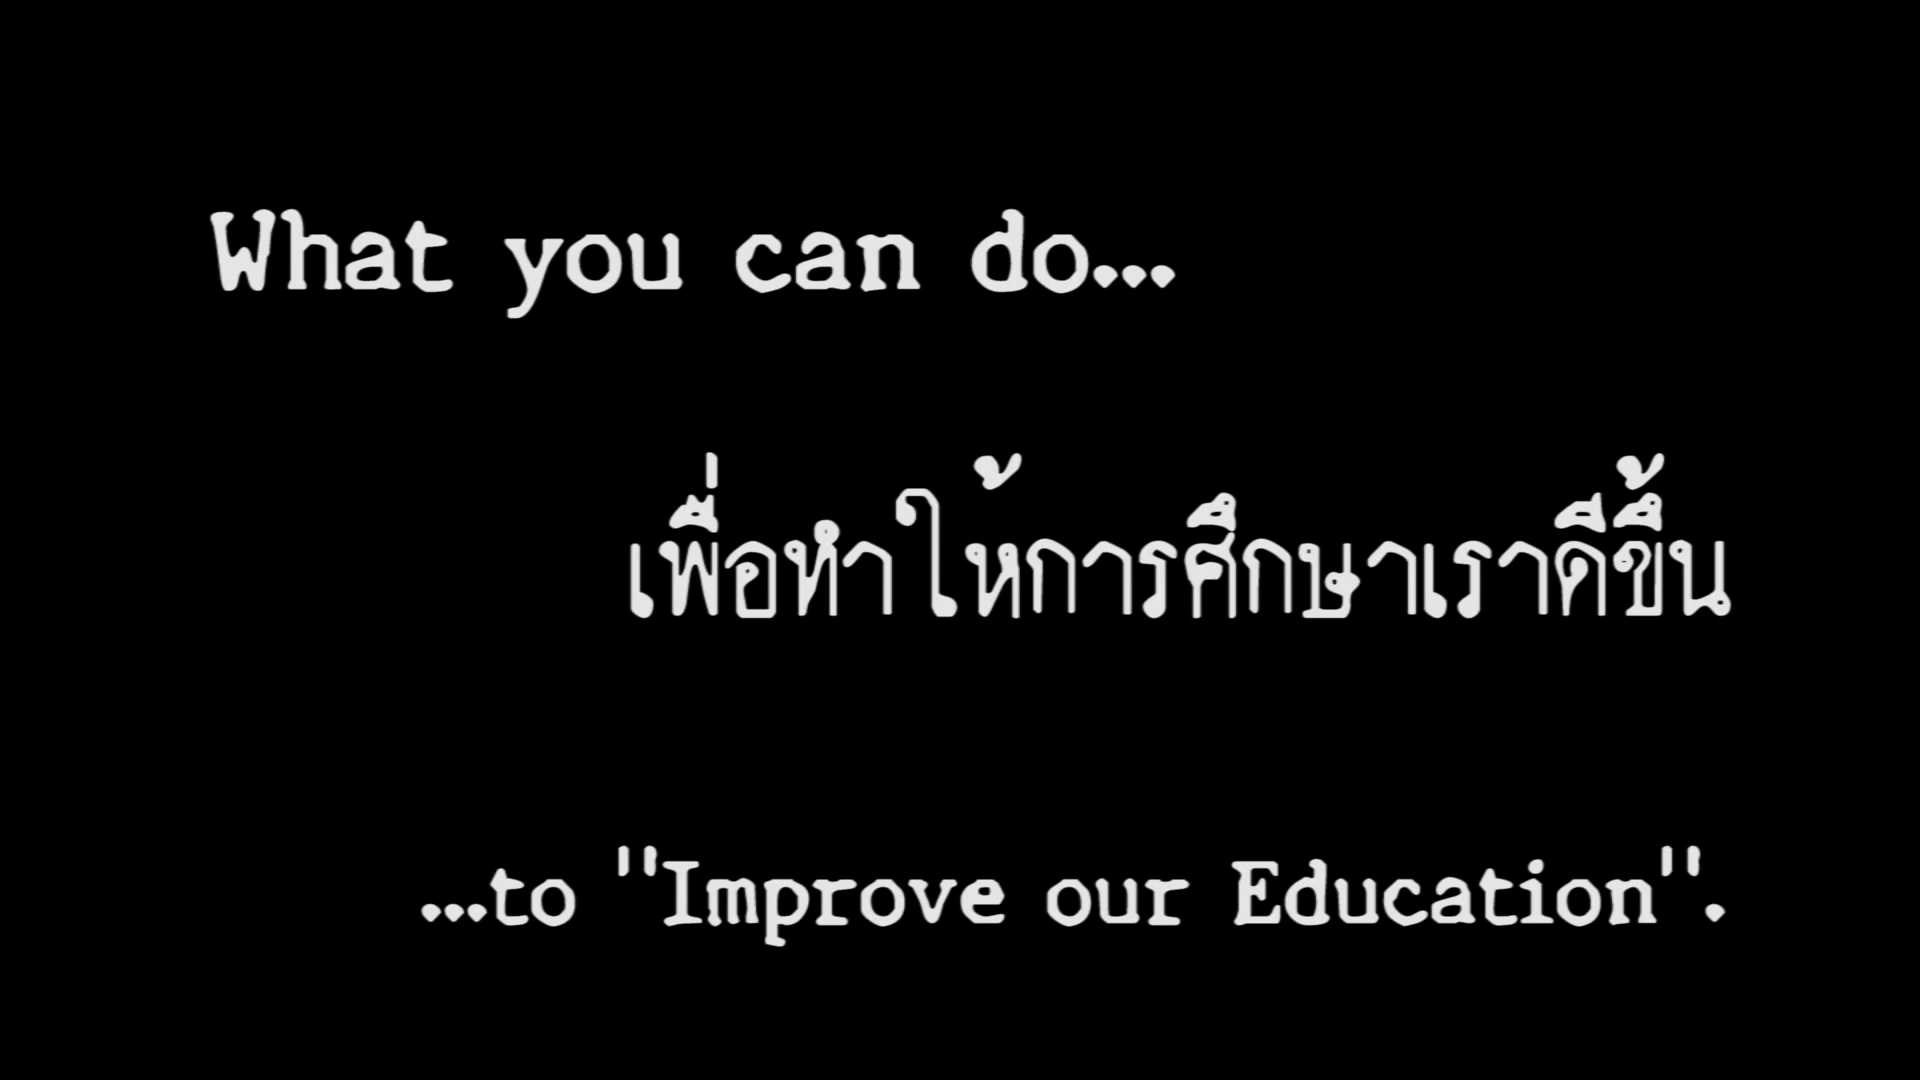 What you can do...
เพื่อทำให้การศึกษาเราดีขึ้น
...to "Improve our Education".